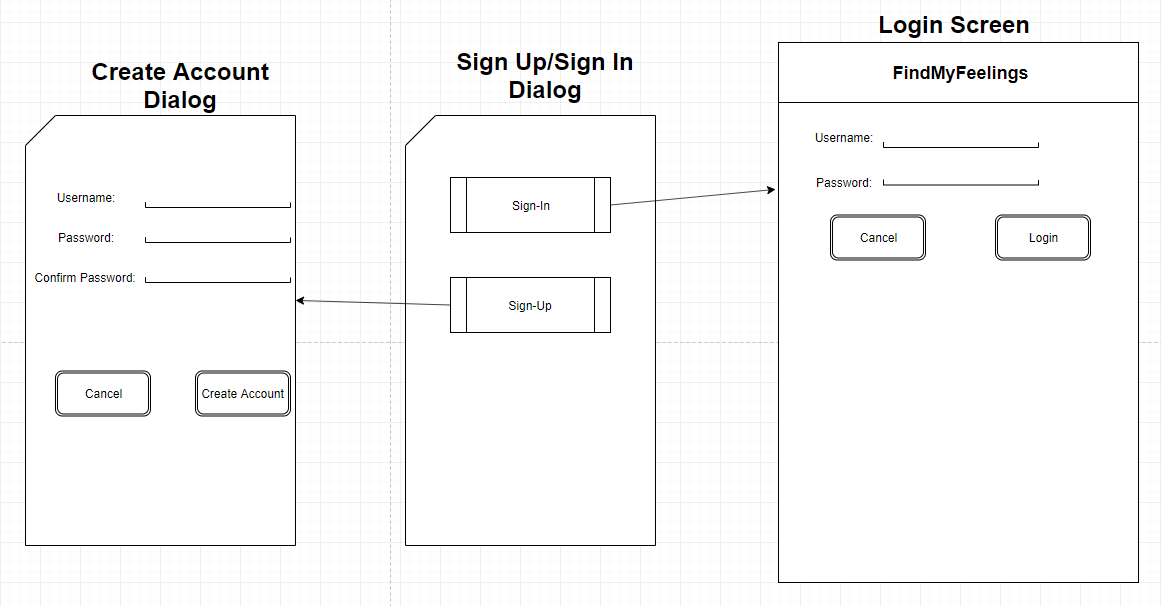 Create Account
Dialog
Username:
Password:
Confirm Password:
Cancel
Create Account
Sign Up/Sign In
Dialog
Sign-In
Sign-Up
Login Screen
FindMyFeelings
Username:
Password:
Cancel
Login